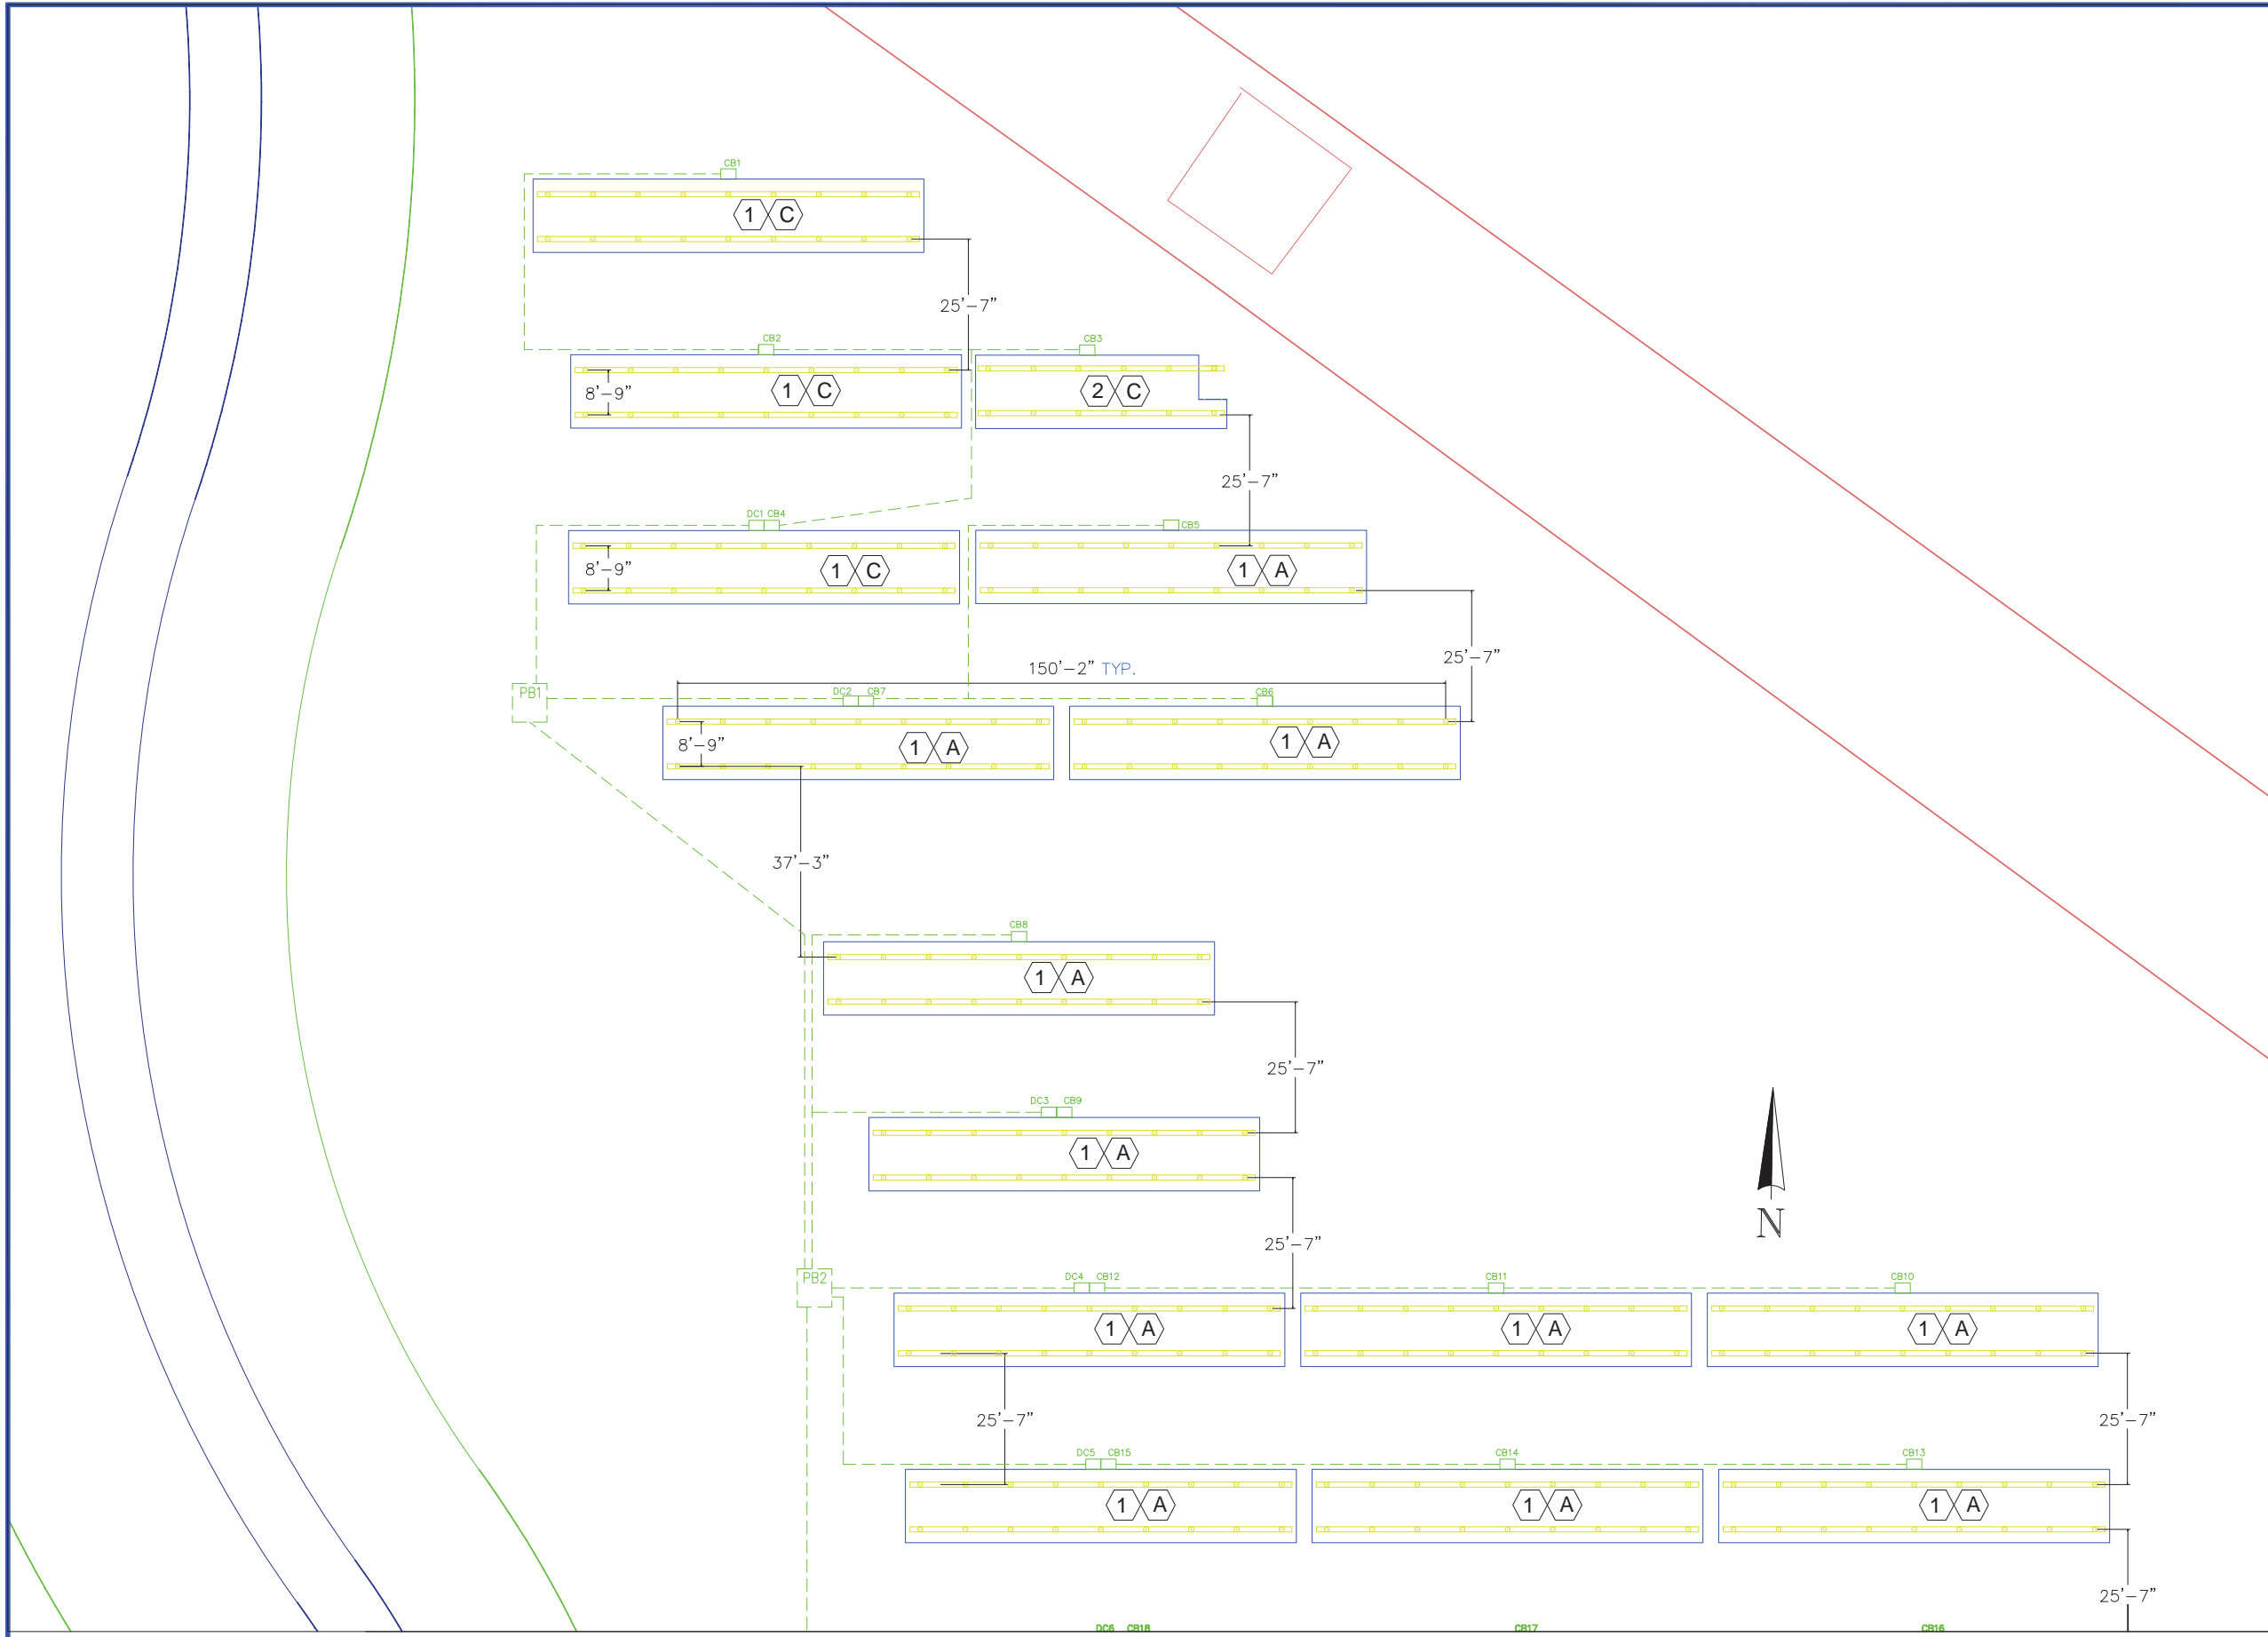 CB1
1 C
25'-7"
CB2
CB3
8'-9"
1 C
2 C
25'-7"
DC1 CB4
CB5
8'-9"
1 C
1 A
25'-7"
150'-2" TYP.
PB1
DC2 CB7
CB6
8'-9"
1 A
1 A
37'-3"
CB8
1 A
25'-7"
DC3 CB9
1 A
N
25'-7"
PB2
DC4 CB12
CB11
CB10
1 A
1 A
1 A
25'-7"
25'-7"
DC5 CB15
CB14
CB13
1 A
1 A
1 A
25'-7"
DC6 CB18
CB17
CB16